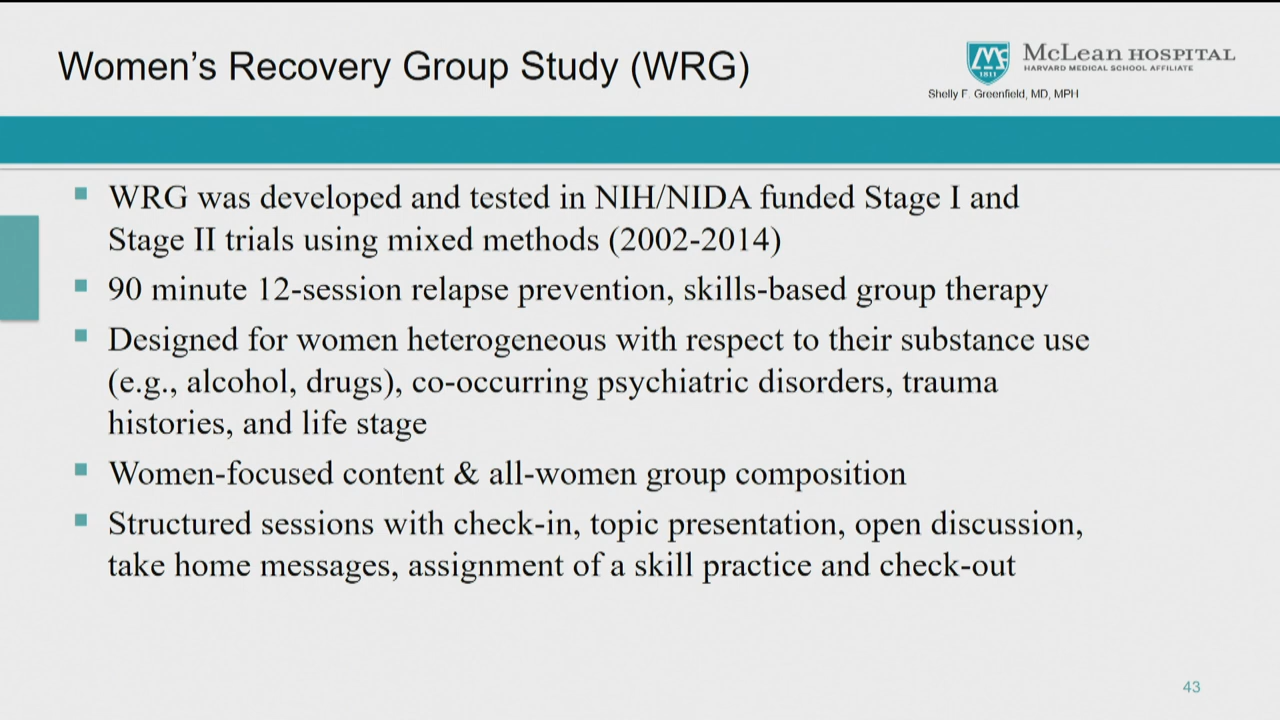 Women's Recovery Group Study (WRG)
McLean HOSPITAL
HARVARD MEDICAL SCHOOL AFFILIATE
1811
Shelly F. Greenfield, MD, MPH
WRG was developed and tested in NIH/NIDA funded Stage I and
Stage II trials using mixed methods (2002-2014)
90 minute 12-session relapse prevention, skills-based group therapy
Designed for women heterogeneous with respect to their substance use
(e.g., alcohol, drugs), co-occurring psychiatric disorders, trauma
histories, and life stage
Women-focused content & all-women group composition
Structured sessions with check-in, topic presentation, open discussion,
take home messages, assignment of a skill practice and check-out
43